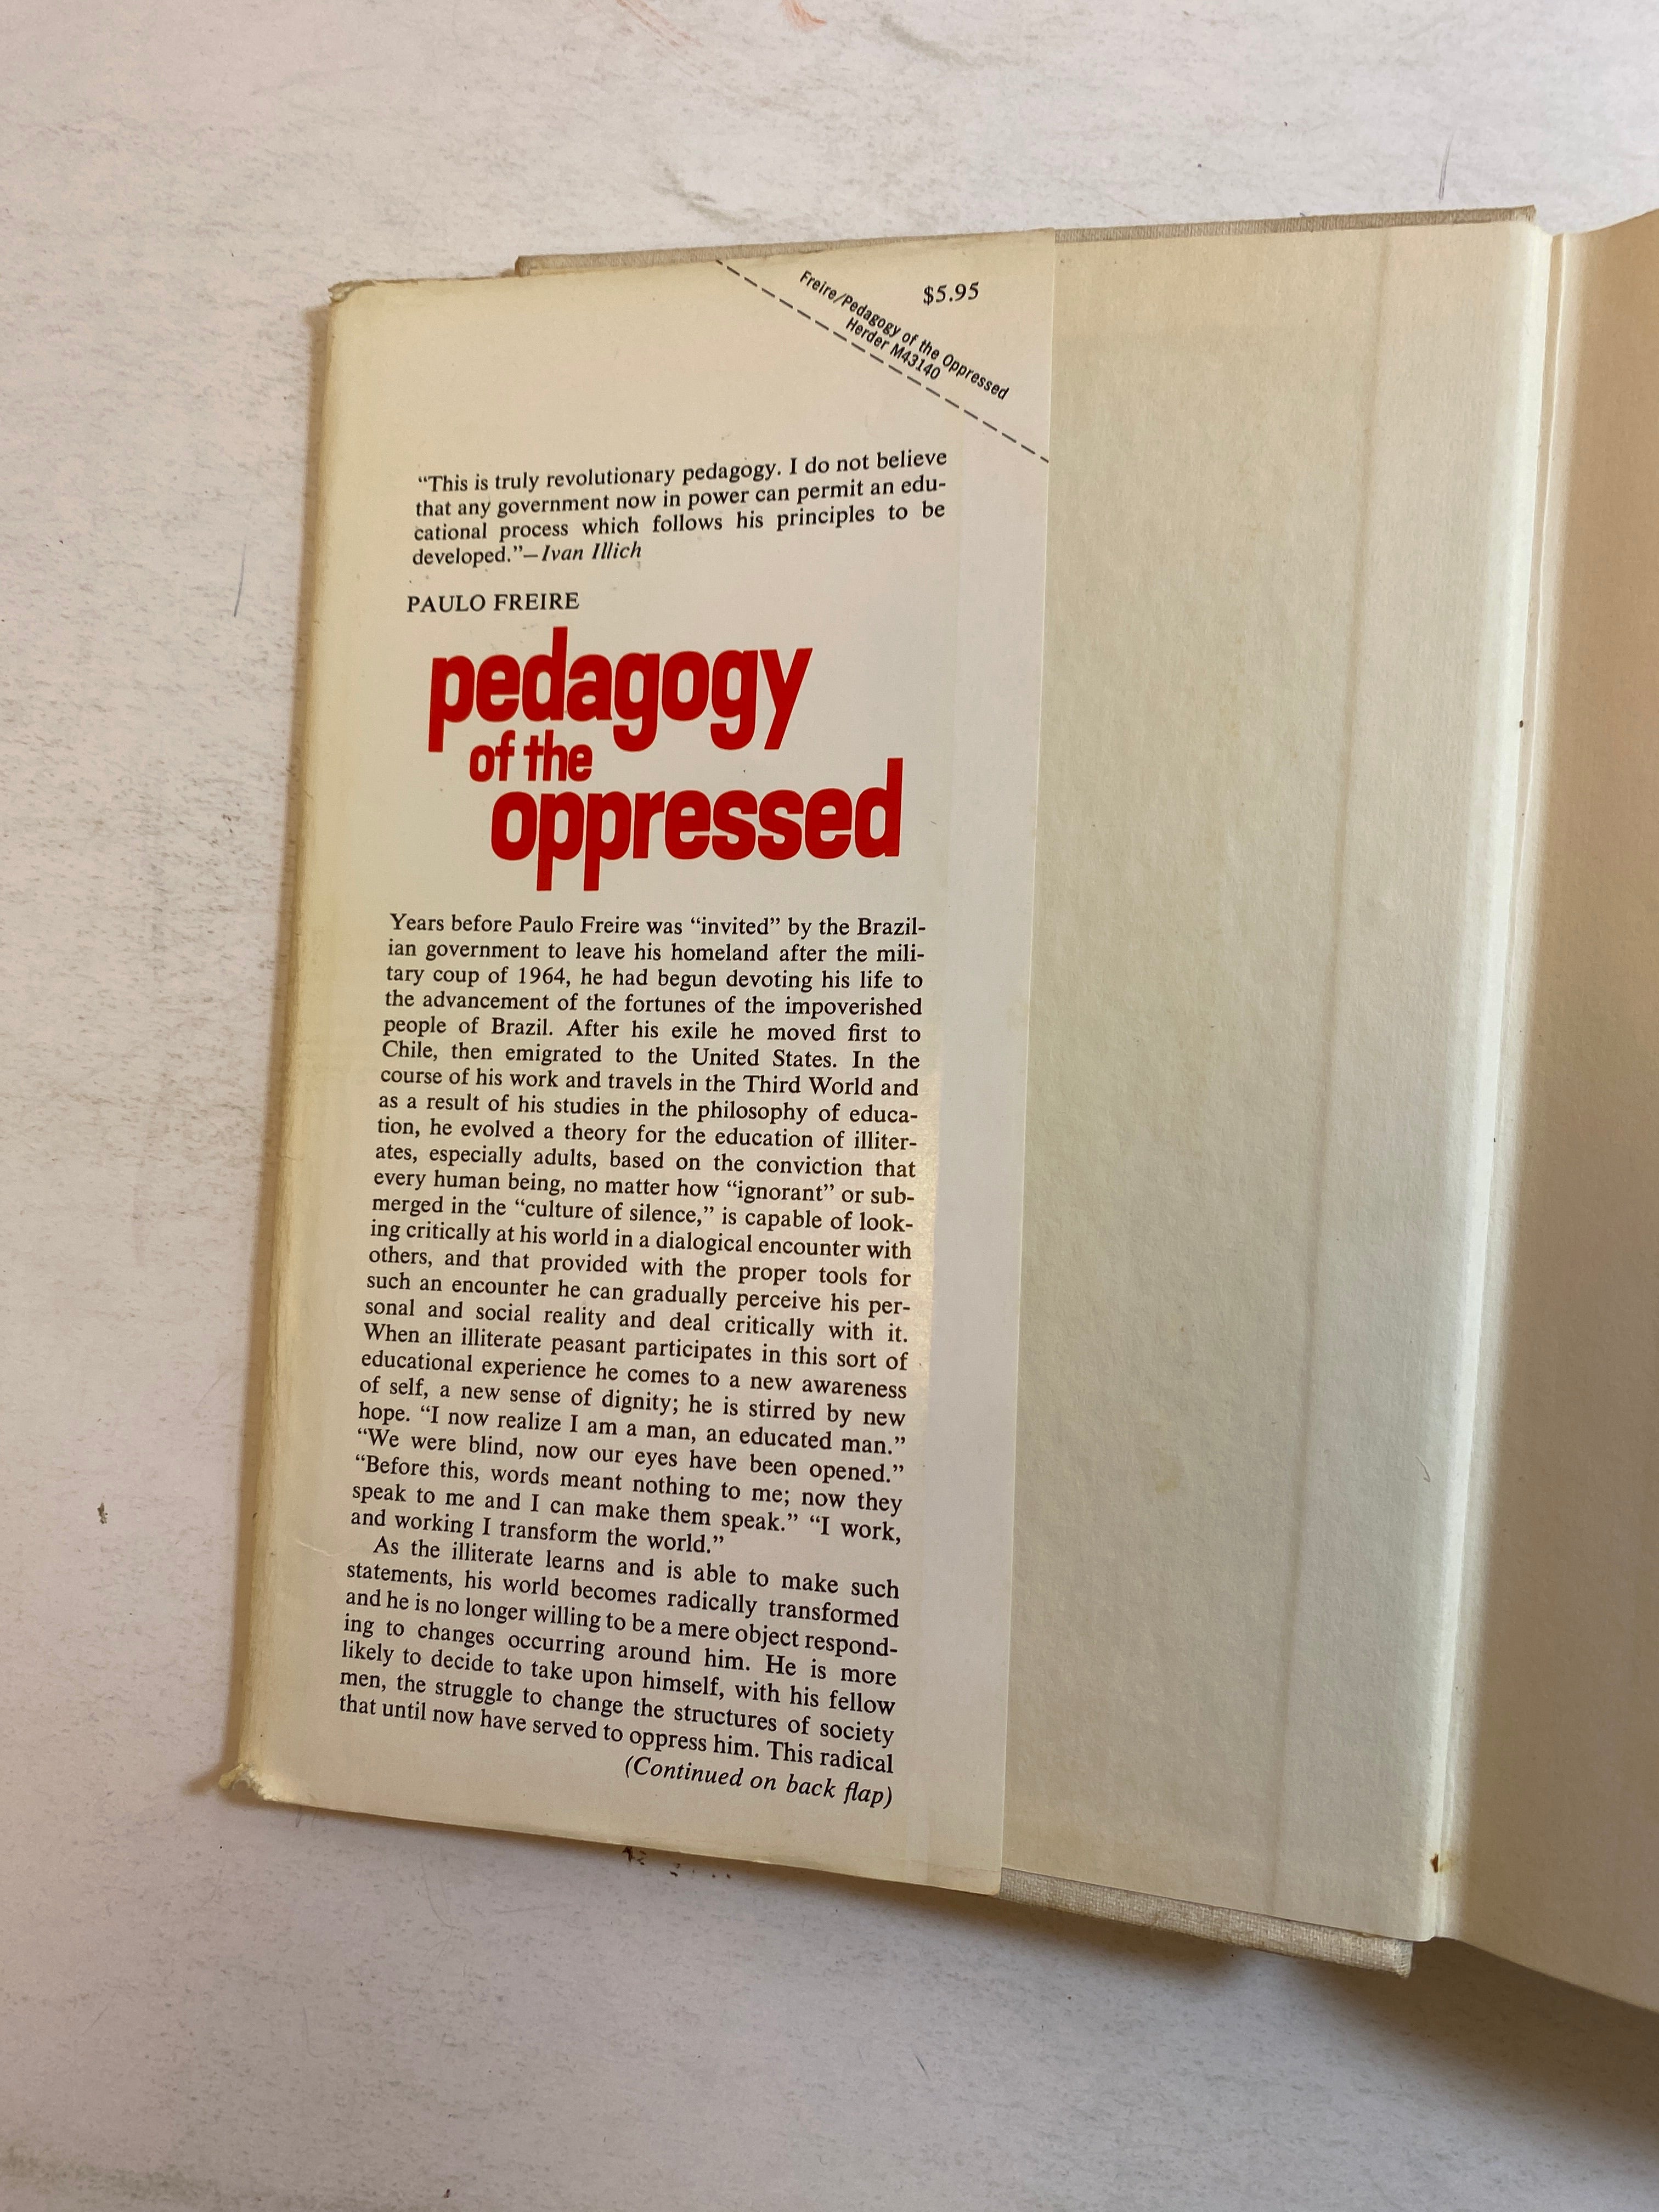 $5.95
Freire/Pedagogy of the Oppressed
Herder M43140
“This is truly revolutionary pedagogy. I do not believe
that any government now in power can permit an edu-
cational process which follows his principles to be
developed.”—Ivan Illich
PAULO FREIRE
pedagogy
of the
oppressed
Years before Paulo Freire was “invited” by the Brazil-
ian government to leave his homeland after the mili-
tary coup of 1964, he had begun devoting his life to
the advancement of the fortunes of the impoverished
people of Brazil. After his exile he moved first to
Chile, then emigrated to the United States. In the
course of his work and travels in the Third World and
as a result of his studies in the philosophy of educa-
tion, he evolved a theory for the education of illiter-
ates, especially adults, based on the conviction that
every human being, no matter how “ignorant” or sub-
merged in the “culture of silence,” is capable of look-
ing critically at his world in a dialogical encounter with
others, and that provided with the proper tools for
such an encounter he can gradually perceive his per-
sonal and social reality and deal critically with it.
When an illiterate peasant participates in this sort of
educational experience he comes to a new awareness
of self, a new sense of dignity; he is stirred by new
hope. “I now realize I am a man, an educated man.”
“We were blind, now our eyes have been opened.”
“Before this, words meant nothing to me; now they
speak to me and I can make them speak.” “I work,
and working I transform the world.”
As the illiterate learns and is able to make such
statements, his world becomes radically transformed
and he is no longer willing to be a mere object respond-
ing to changes occurring around him. He is more
likely to decide to take upon himself, with his fellow
men, the struggle to change the structures of society
that until now have served to oppress him. This radical
(Continued on back flap)